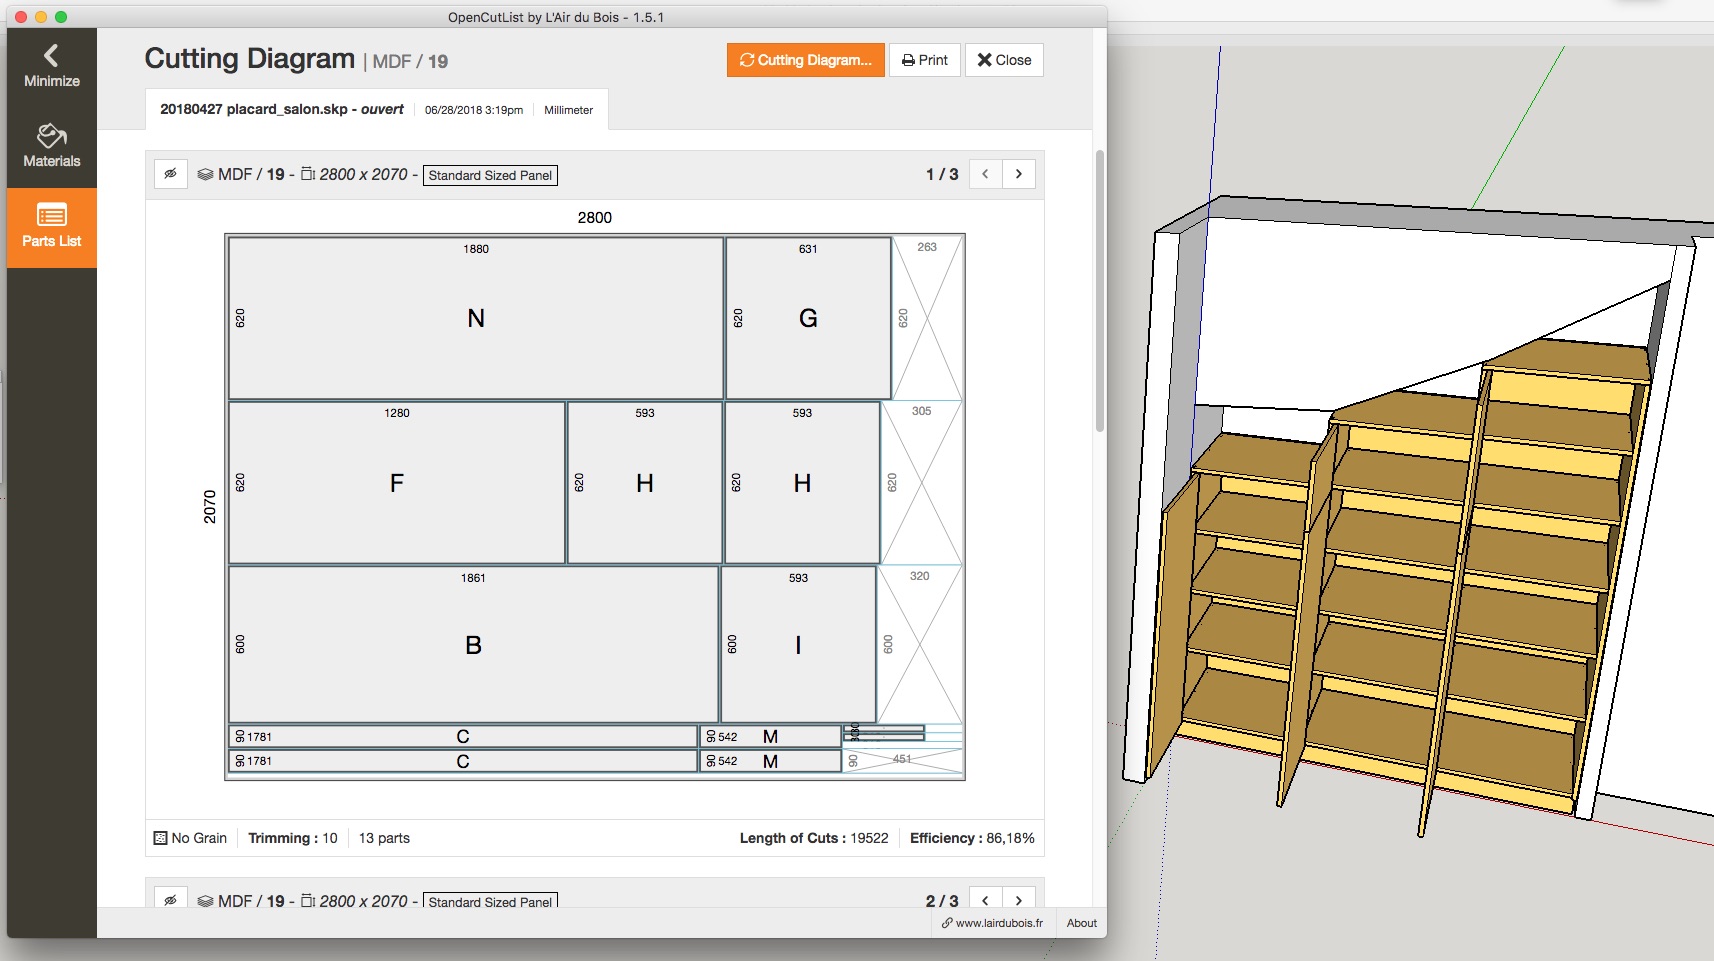 OpenCutList by L'Air du Bois - 1.5.1
Minimize
Materials
Parts List
Cutting Diagram | MDF / 19
Cutting Diagram... Print Close
20180427 placard_salon.skp - ouvert 06/28/2018 3:19pm Millimeter
MDF / 19 - 2800 x 2070 - Standard Sized Panel 1 / 3
2800
2070
1880 631 263
620 N 620 G 620
1280 593 593 305
620 F 620 H 620 H 620
1861 593 320
600 B 600 I 600
90 1781 C 90 542 M
90 1781 C 90 542 M 90 451
No Grain Trimming : 10 13 parts Length of Cuts : 19522 Efficiency : 86,18%
MDF / 19 - 2800 x 2070 - Standard Sized Panel 2 / 3
www.lairdubois.fr About